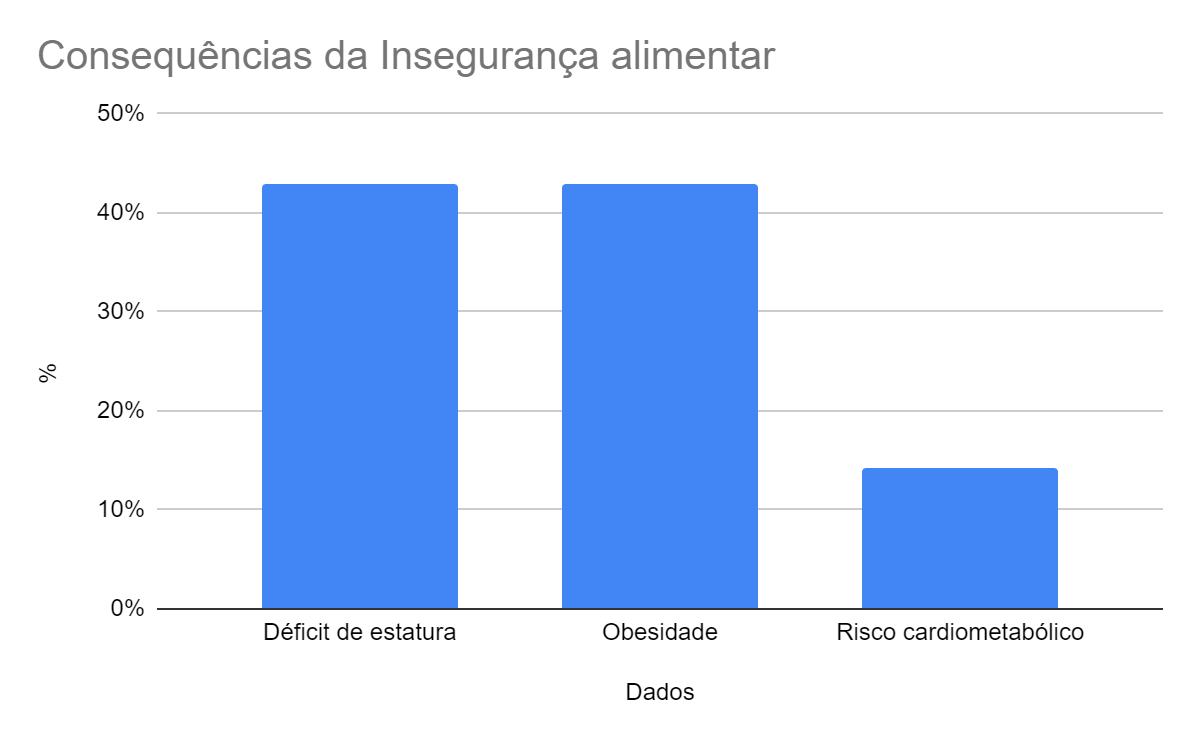 Consequências da Insegurança alimentar
50%
40%
30%
20%
10%
0%
%
Déficit de estatura
Obesidade
Risco cardiometabólico
Dados